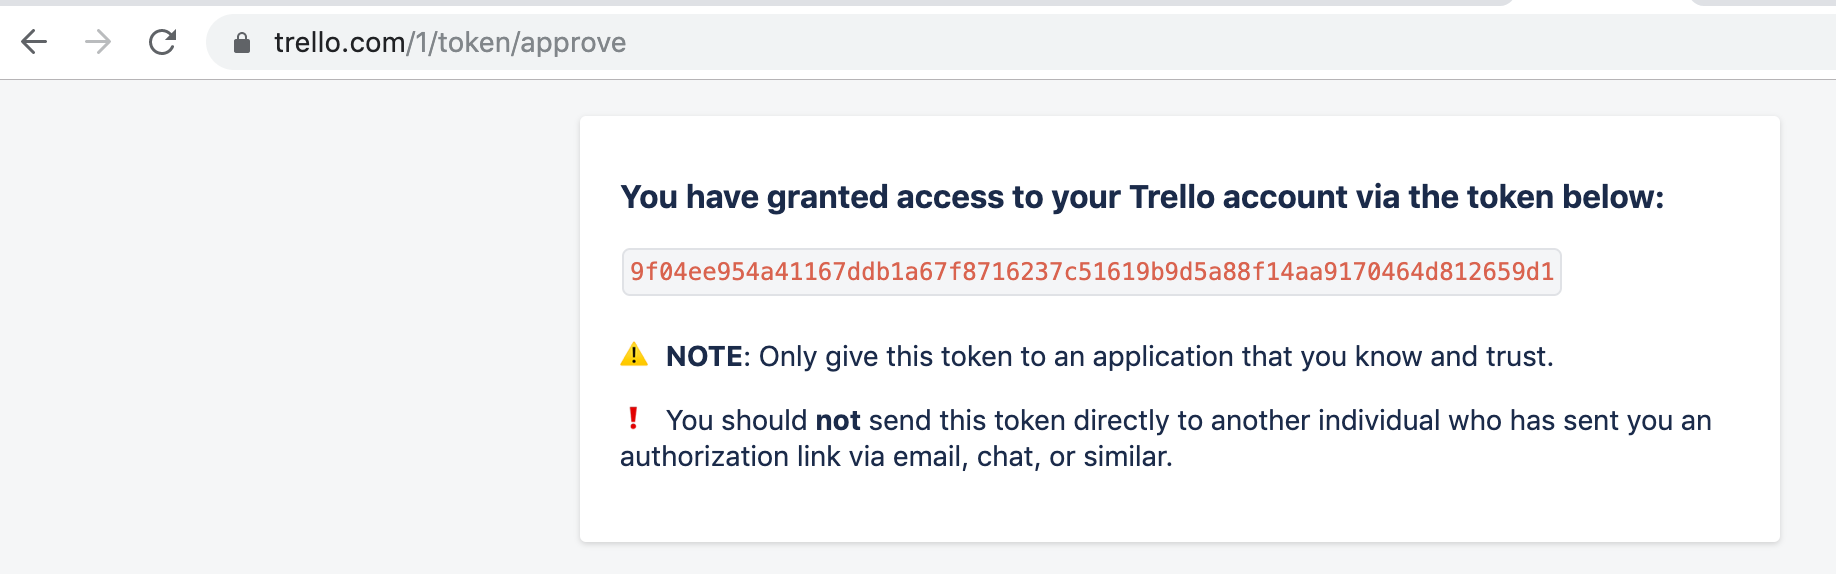 trello.com/1/token/approve
You have granted access to your Trello account via the token below:
9f04ee954a41167ddb1a67f8716237c51619b9d5a88f14aa9170464d812659d1
NOTE: Only give this token to an application that you know and trust.
You should not send this token directly to another individual who has sent you an
authorization link via email, chat, or similar.